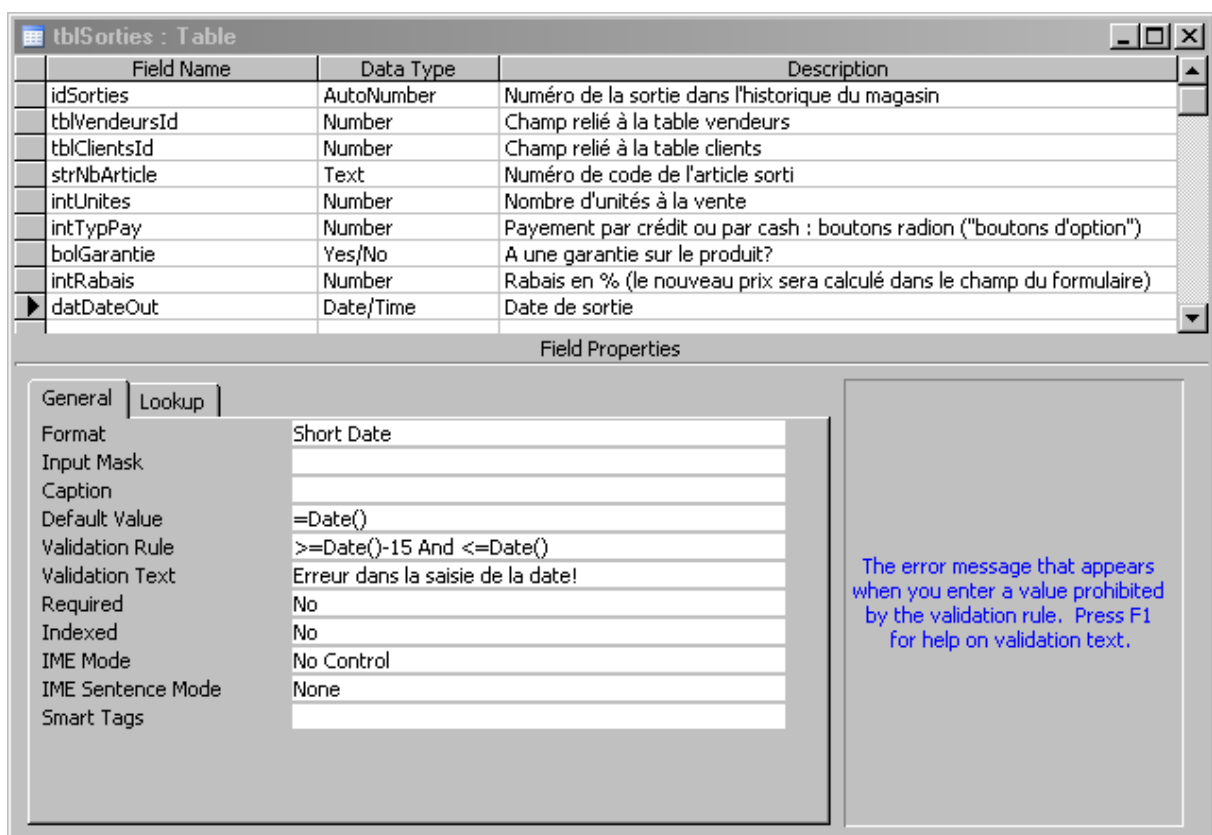 tblSorties : Table
Field Name Data Type Description
idSorties AutoNumber Numéro de la sortie dans l'historique du magasin
tblVendeursId Number Champ relié à la table vendeurs
tblClientsId Number Champ relié à la table clients
strNbArticle Text Numéro de code de l'article sorti
intUnites Number Nombre d'unités à la vente
intTypPay Number Payement par crédit ou par cash : boutons radion ("boutons d'option")
bolGarantie Yes/No A une garantie sur le produit?
intRabais Number Rabais en % (le nouveau prix sera calculé dans le champ du formulaire)
datDateOut Date/Time Date de sortie
Field Properties
General Lookup
Format Short Date
Input Mask
Caption
Default Value =Date()
Validation Rule >=Date()-15 And <=Date()
Validation Text Erreur dans la saisie de la date!
Required No
Indexed No
IME Mode No Control
IME Sentence Mode None
Smart Tags
The error message that appears
when you enter a value prohibited
by the validation rule. Press F1
for help on validation text.